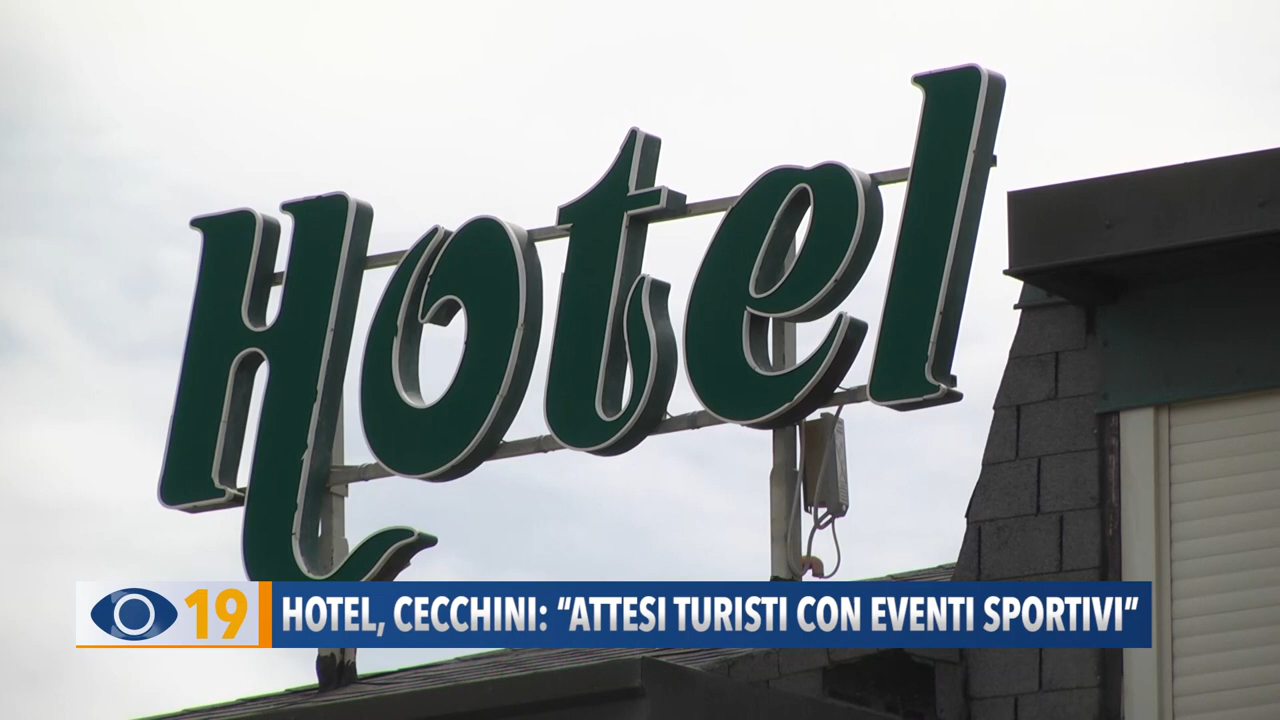 Hotel
19 HOTEL, CECCHINI: “ATTESI TURISTI CON EVENTI SPORTIVI”